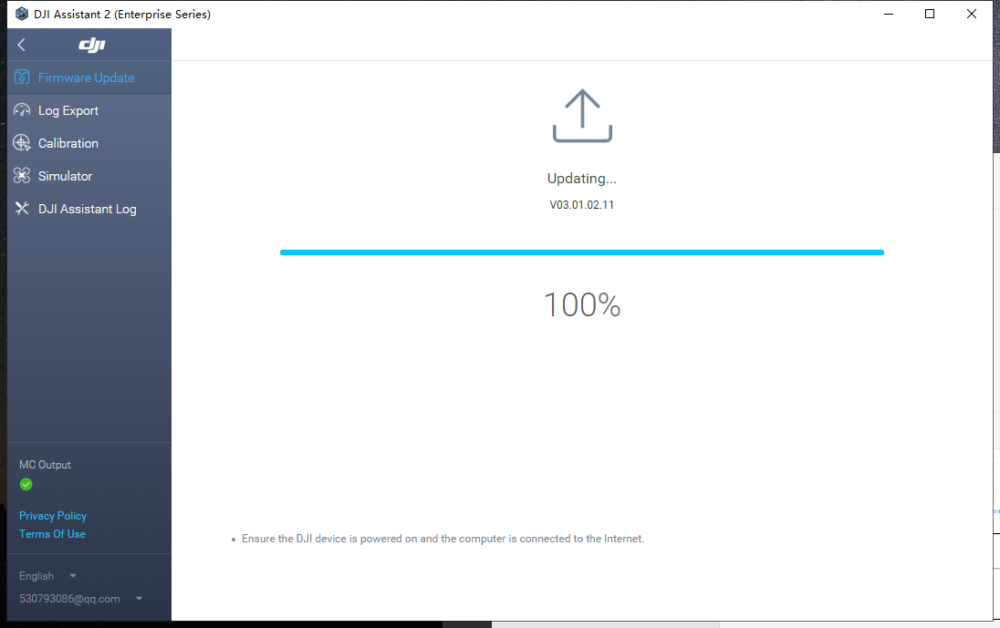 DJI Assistant 2 (Enterprise Series)
dji
Firmware Update
Log Export
Calibration
Simulator
DJI Assistant Log
MC Output
Privacy Policy
Terms Of Use
English
530793086@qq.com
Updating...
V03.01.02.11
100%
• Ensure the DJI device is powered on and the computer is connected to the Internet.